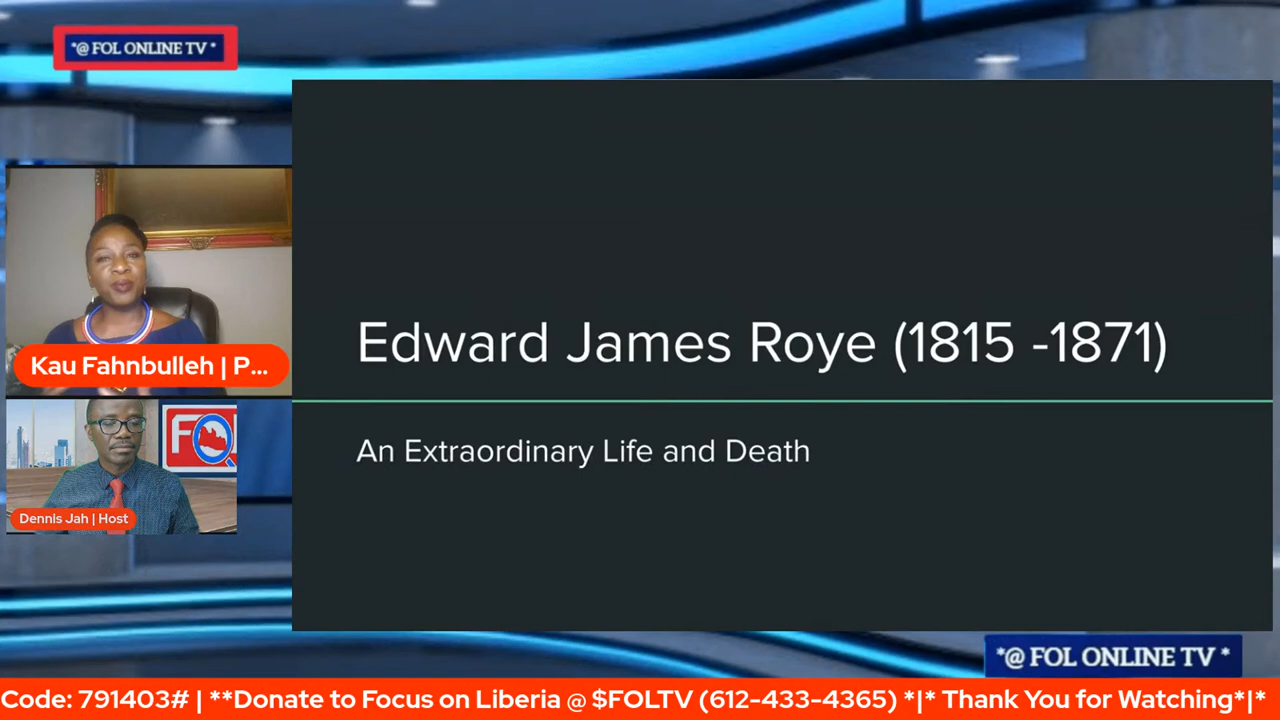 *@ FOL ONLINE TV *
Edward James Roye (1815 -1871)
An Extraordinary Life and Death
Kau Fahnbulleh | P...
FOL
Dennis Jah | Host
*@ FOL ONLINE TV *
Code: 791403# | **Donate to Focus on Liberia @ $FOLTV (612-433-4365) *|* Thank You for Watching*|*